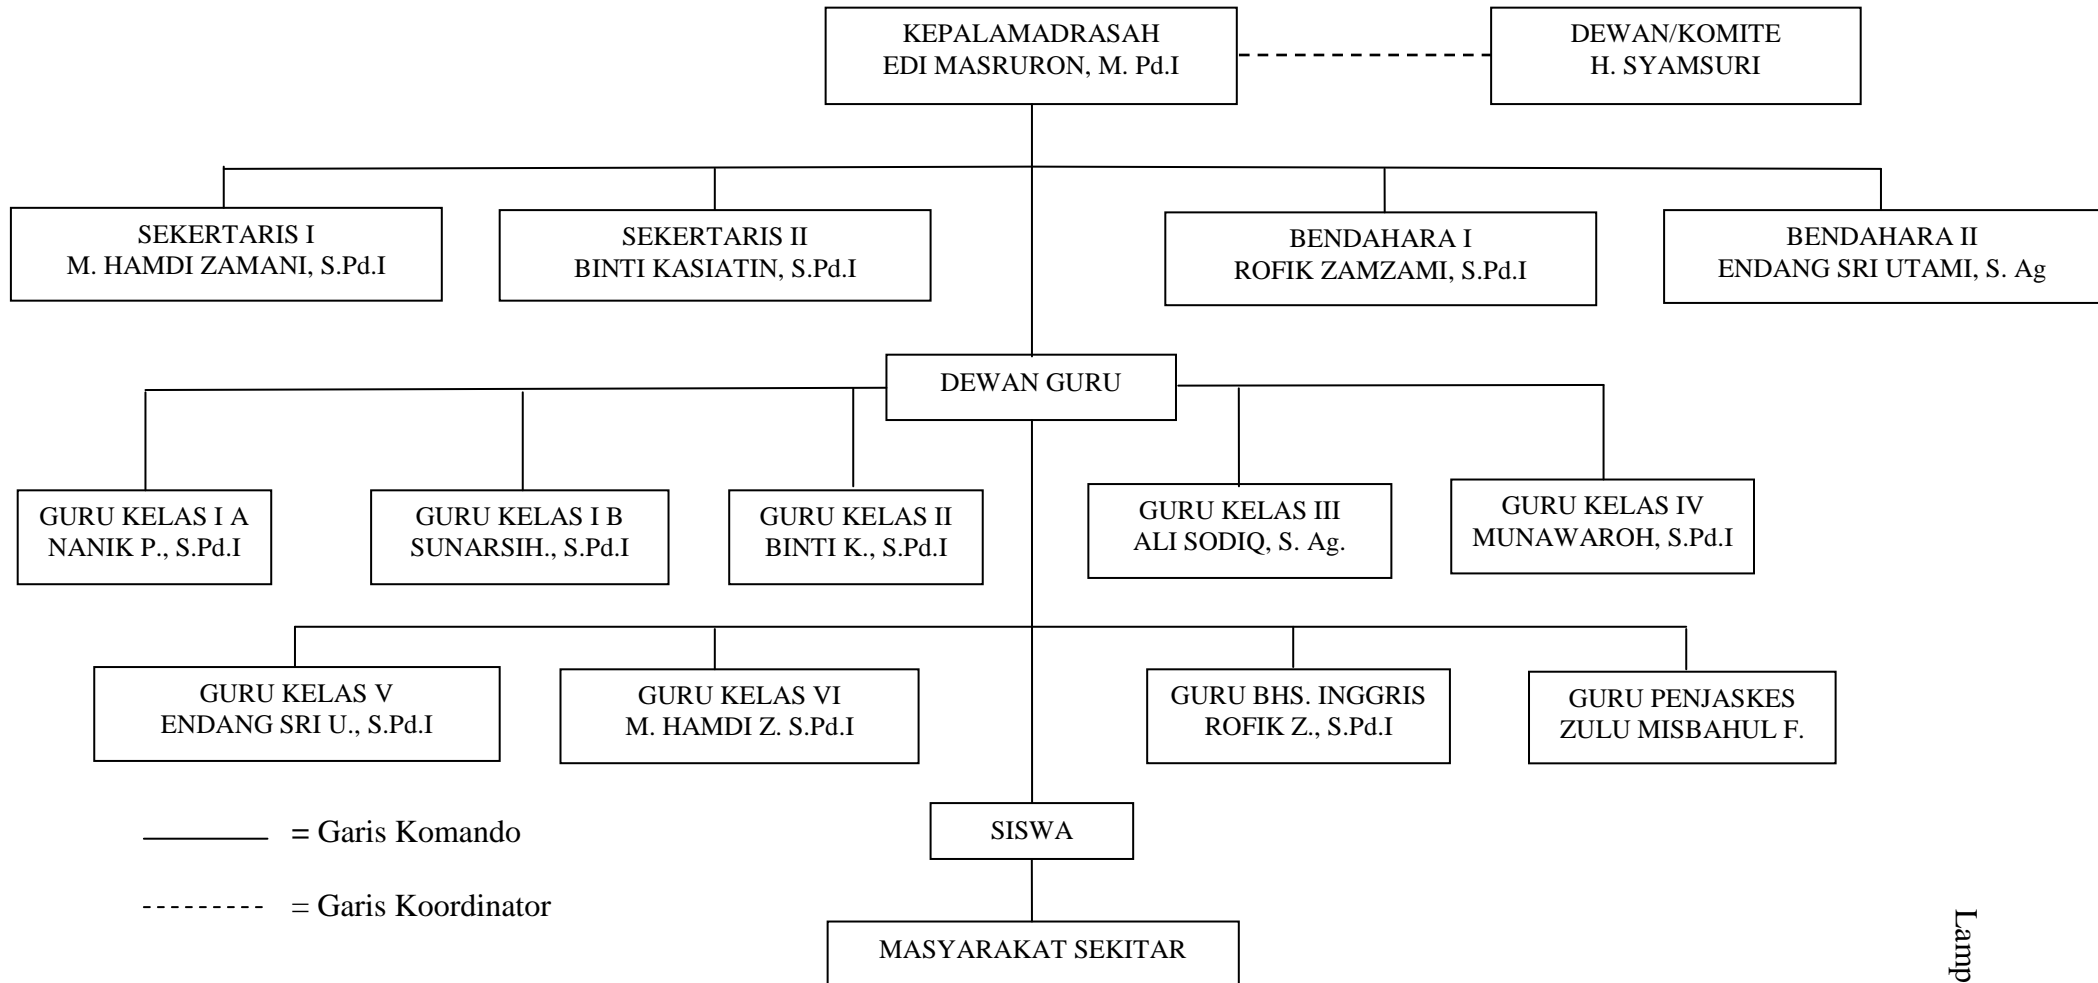 KEPALAMADRASAH
EDI MASRURON, M. Pd.I
DEWAN/KOMITE
H. SYAMSURI
SEKERTARIS I
M. HAMDI ZAMANI, S.Pd.I
SEKERTARIS II
BINTI KASIATIN, S.Pd.I
BENDAHARA I
ROFIK ZAMZAMI, S.Pd.I
BENDAHARA II
ENDANG SRI UTAMI, S. Ag
DEWAN GURU
GURU KELAS I A
NANIK P., S.Pd.I
GURU KELAS I B
SUNARSIH., S.Pd.I
GURU KELAS II
BINTI K., S.Pd.I
GURU KELAS III
ALI SODIQ, S. Ag.
GURU KELAS IV
MUNAWAROH, S.Pd.I
GURU KELAS V
ENDANG SRI U., S.Pd.I
GURU KELAS VI
M. HAMDI Z. S.Pd.I
GURU BHS. INGGRIS
ROFIK Z., S.Pd.I
GURU PENJASKES
ZULU MISBAHUL F.
SISWA
MASYARAKAT SEKITAR
= Garis Komando
= Garis Koordinator
Lamp